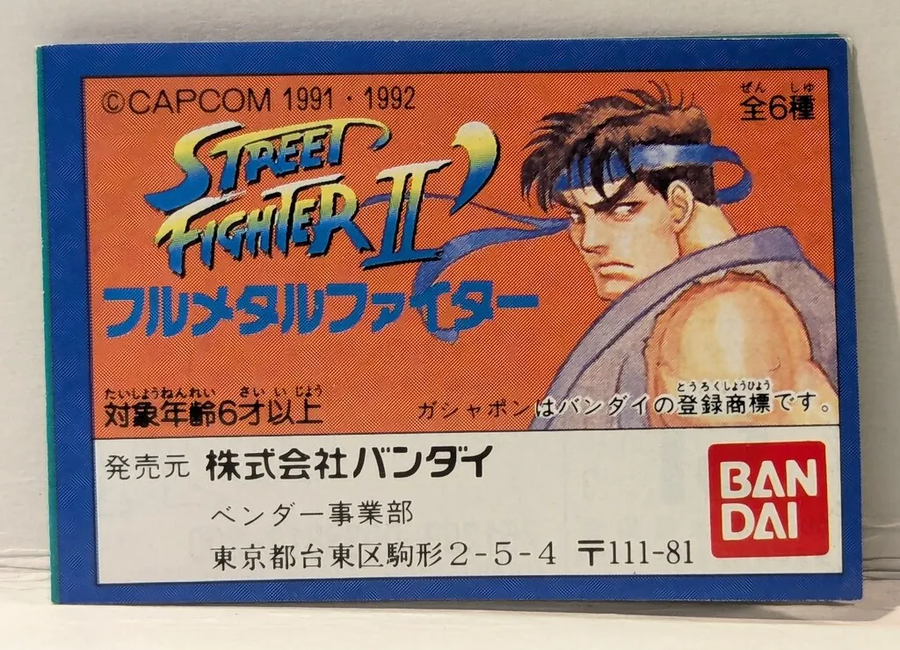 ©CAPCOM 1991・1992
ぜん しゅ
全6種
STREET
FIGHTER II'
フルメタルファイター
たいしょうねんれい さい いじょう
対象年齢6才以上
とうろくしょうひょう
ガシャポンはバンダイの登録商標です。
発売元 株式会社バンダイ
ベンダー事業部
東京都台東区駒形2-5-4 〒111-81
BAN
DAI